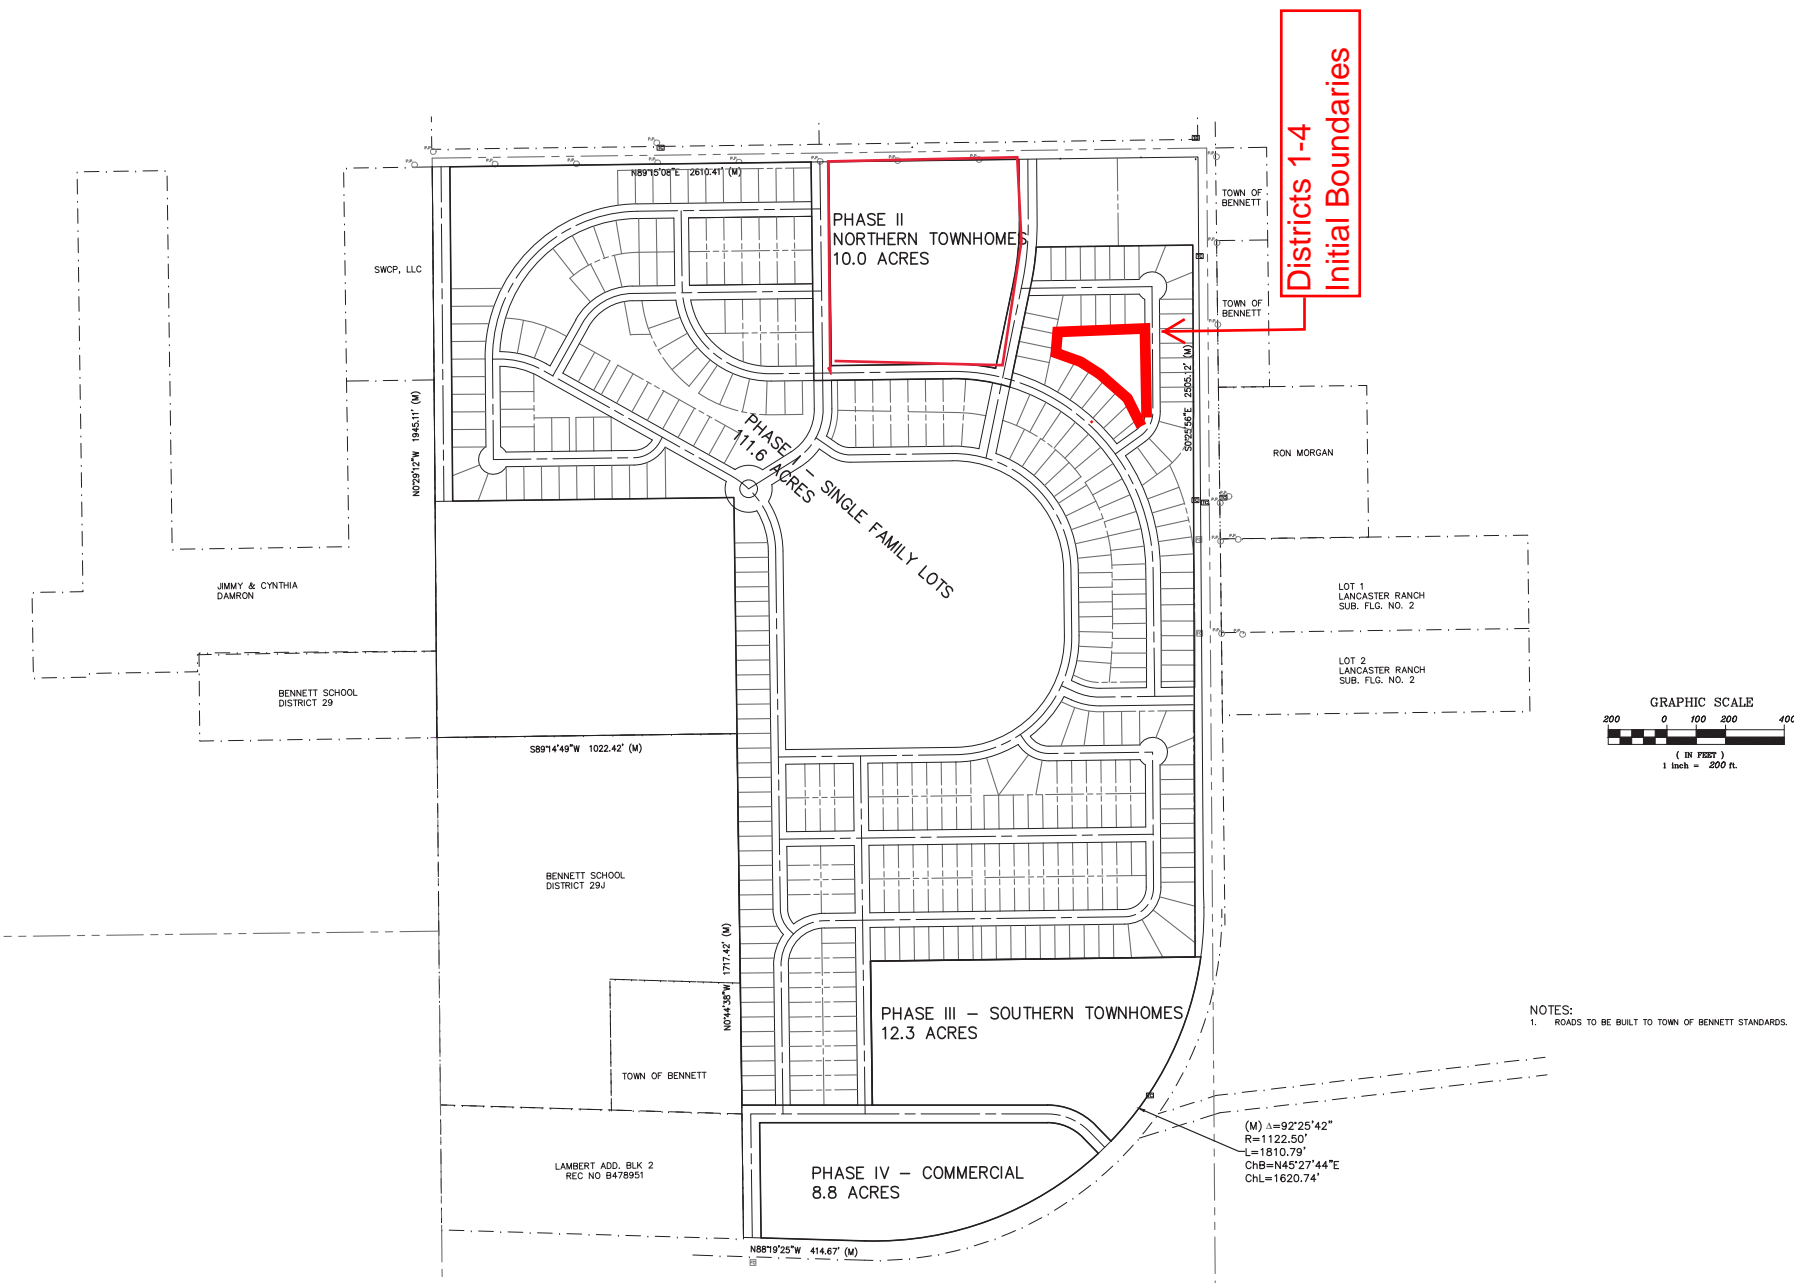 Districts 1-4
Initial Boundaries
N89°15'08"E 2610.41' (M)
PHASE II
NORTHERN TOWNHOMES
10.0 ACRES
TOWN OF
BENNETT
TOWN OF
BENNETT
SWCP, LLC
N0°29'12"W 1945.11' (M)
S0°25'56"E 2505.12' (M)
PHASE I – SINGLE FAMILY LOTS
111.6 ACRES
RON MORGAN
JIMMY & CYNTHIA
DAMRON
LOT 1
LANCASTER RANCH
SUB. FLG. NO. 2
LOT 2
LANCASTER RANCH
SUB. FLG. NO. 2
BENNETT SCHOOL
DISTRICT 29
S89°14'49"W 1022.42' (M)
GRAPHIC SCALE
200 0 100 200 400
( IN FEET )
1 inch = 200 ft.
BENNETT SCHOOL
DISTRICT 29J
N0°44'38"W 1717.42' (M)
PHASE III – SOUTHERN TOWNHOMES
12.3 ACRES
NOTES:
1. ROADS TO BE BUILT TO TOWN OF BENNETT STANDARDS.
TOWN OF BENNETT
(M) Δ=92°25'42"
R=1122.50'
L=1810.79'
ChB=N45°27'44"E
ChL=1620.74'
LAMBERT ADD. BLK 2
REC NO B478951
PHASE IV – COMMERCIAL
8.8 ACRES
N88°19'25"W 414.67' (M)